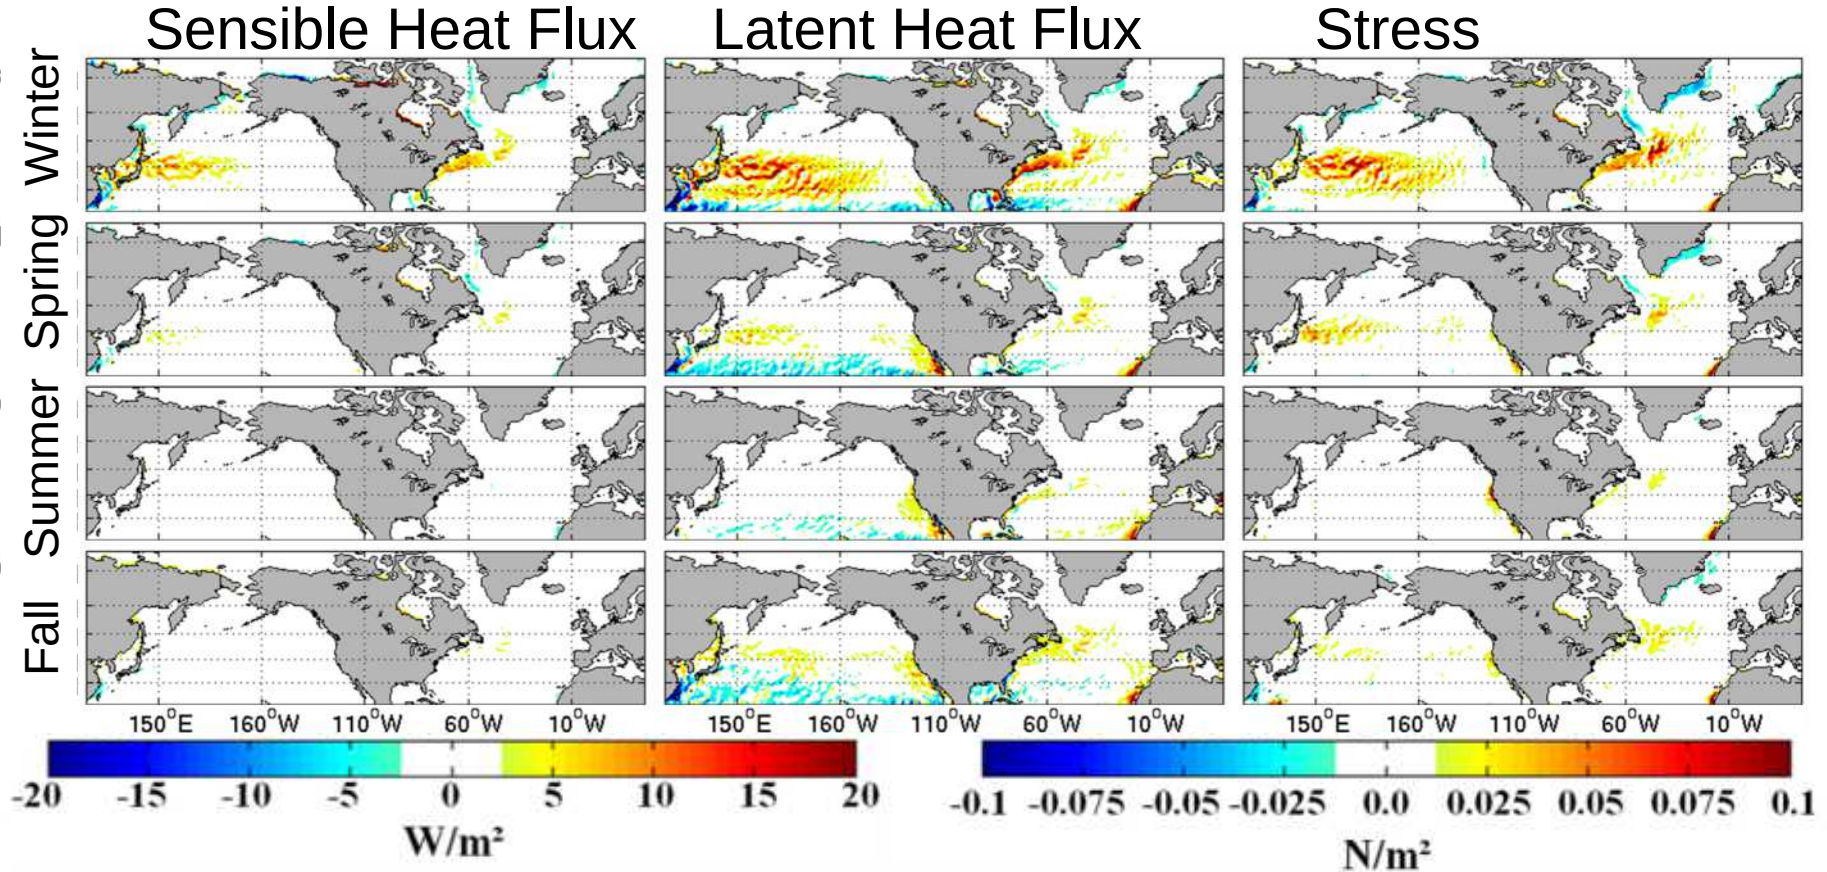 Sensible Heat Flux Latent Heat Flux Stress
Winter
Spring
Summer
Fall
150°E 160°W 110°W 60°W 10°W 150°E 160°W 110°W 60°W 10°W 150°E 160°W 110°W 60°W 10°W
-20 -15 -10 -5 0 5 10 15 20
W/m²
-0.1 -0.075 -0.05 -0.025 0.0 0.025 0.05 0.075 0.1
N/m²